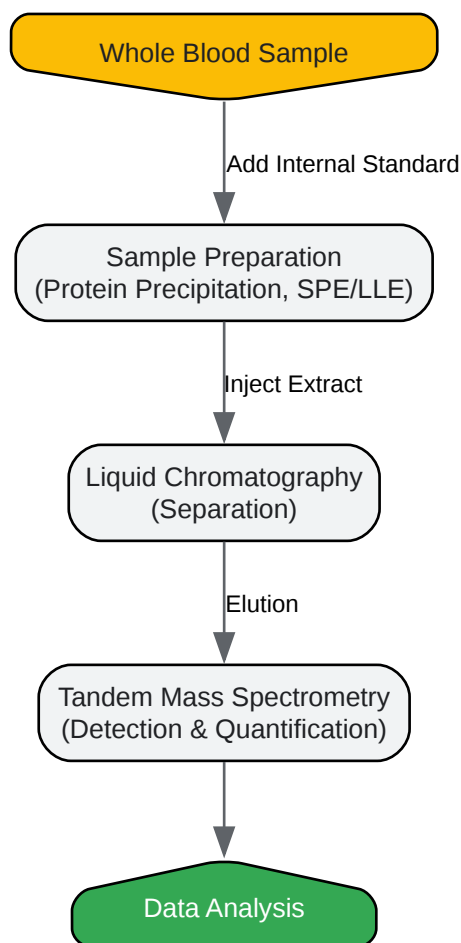 Whole Blood Sample
Add Internal Standard
Sample Preparation
(Protein Precipitation, SPE/LLE)
Inject Extract
Liquid Chromatography
(Separation)
Elution
Tandem Mass Spectrometry
(Detection & Quantification)
Data Analysis